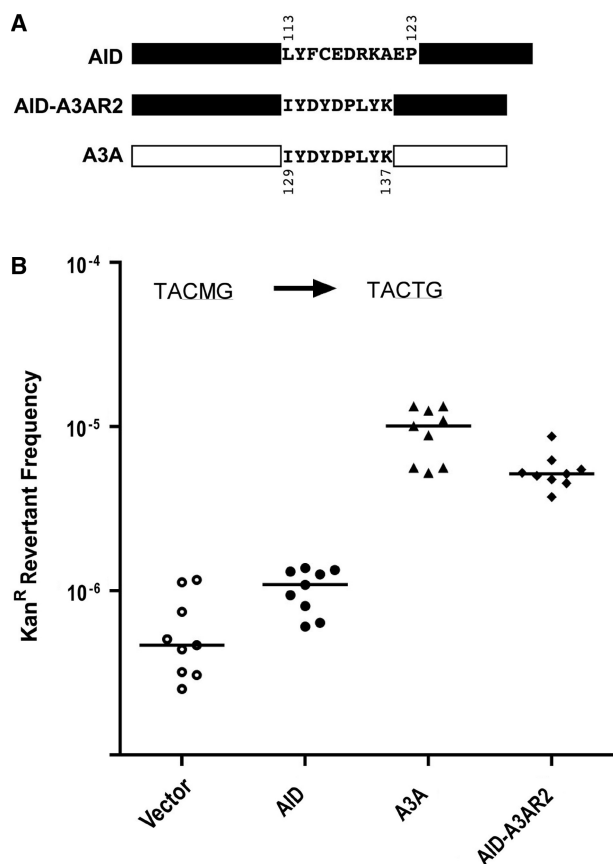 A
113 123
AID LYFCEDRKAEP
AID-A3AR2 IYDYDPLYK
A3A IYDYDPLYK
129 137
B
TACMG TACTG
10-4
10-5
10-6
KanR Revertant Frequency
Vector AID A3A AID-A3AR2